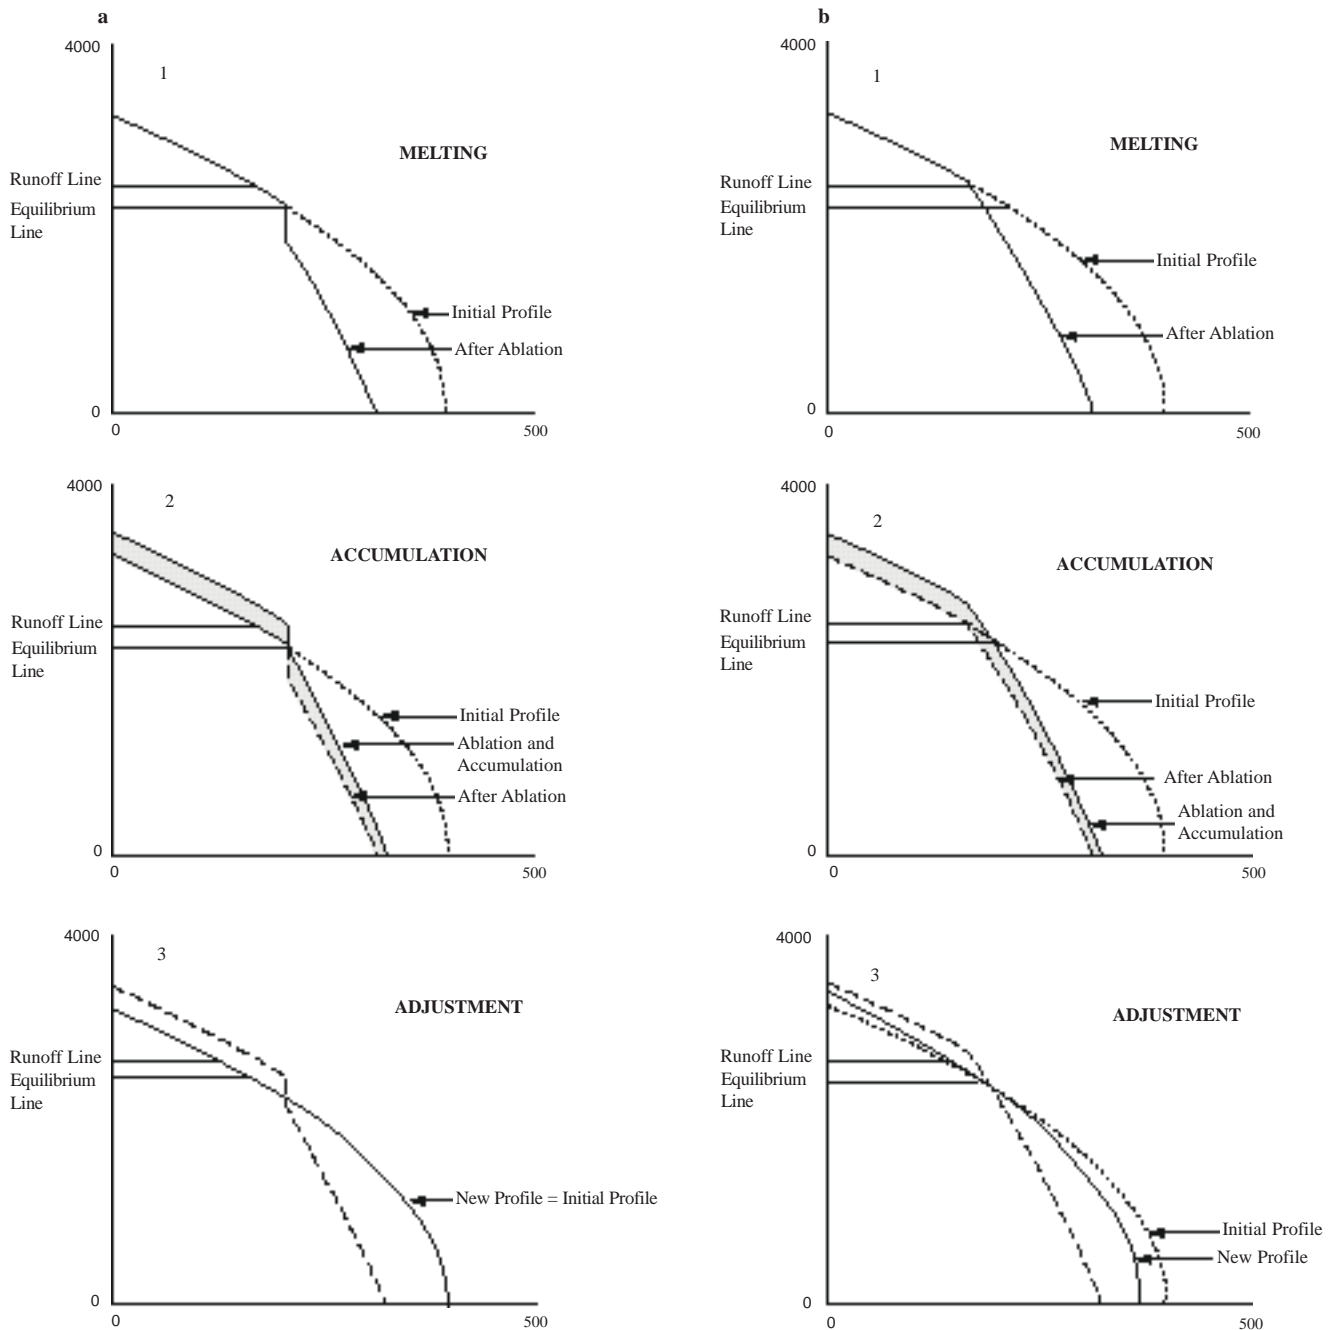 a
4000
1
MELTING
Runoff Line
Equilibrium
Line
Initial Profile
After Ablation
0
0
500
b
4000
1
MELTING
Runoff Line
Equilibrium
Line
Initial Profile
After Ablation
0
0
500
4000
2
ACCUMULATION
Runoff Line
Equilibrium
Line
Initial Profile
Ablation and
Accumulation
After Ablation
0
0
500
4000
2
ACCUMULATION
Runoff Line
Equilibrium
Line
Initial Profile
After Ablation
Ablation and
Accumulation
0
0
500
4000
3
ADJUSTMENT
Runoff Line
Equilibrium
Line
New Profile = Initial Profile
0
0
500
4000
3
ADJUSTMENT
Runoff Line
Equilibrium
Line
Initial Profile
New Profile
0
0
500